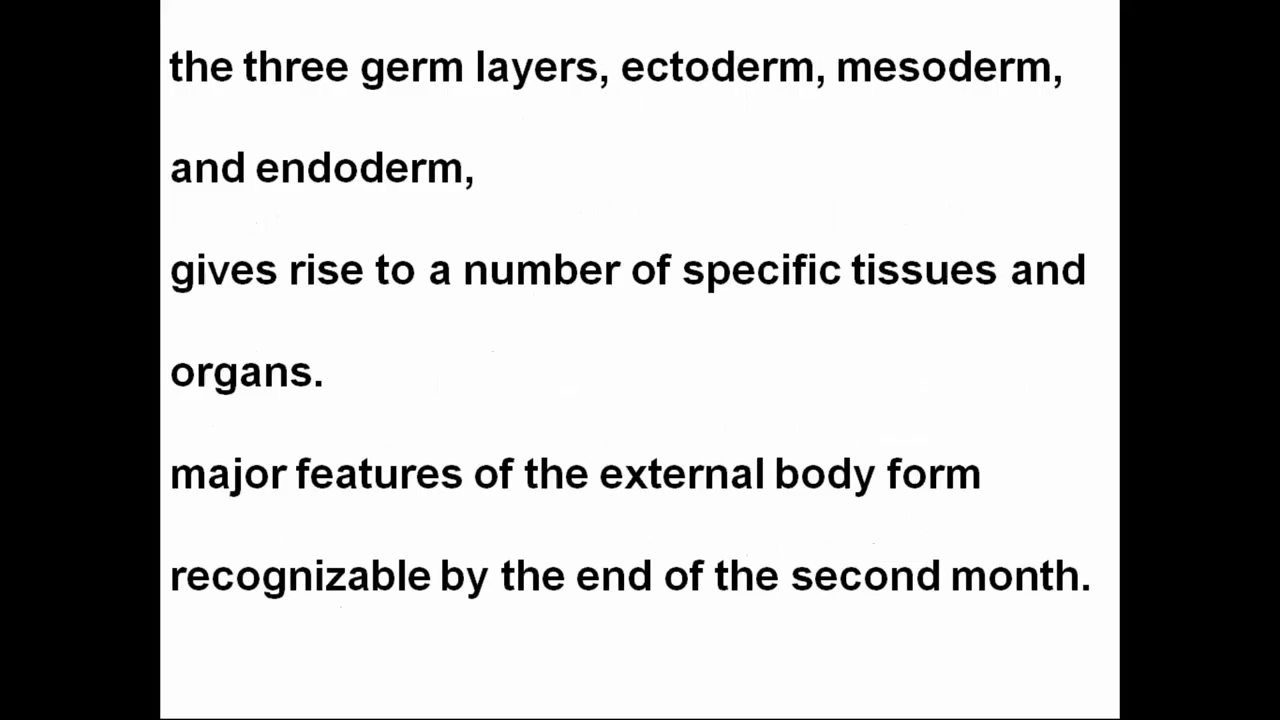 the three germ layers, ectoderm, mesoderm,
and endoderm,
gives rise to a number of specific tissues and
organs.
major features of the external body form
recognizable by the end of the second month.